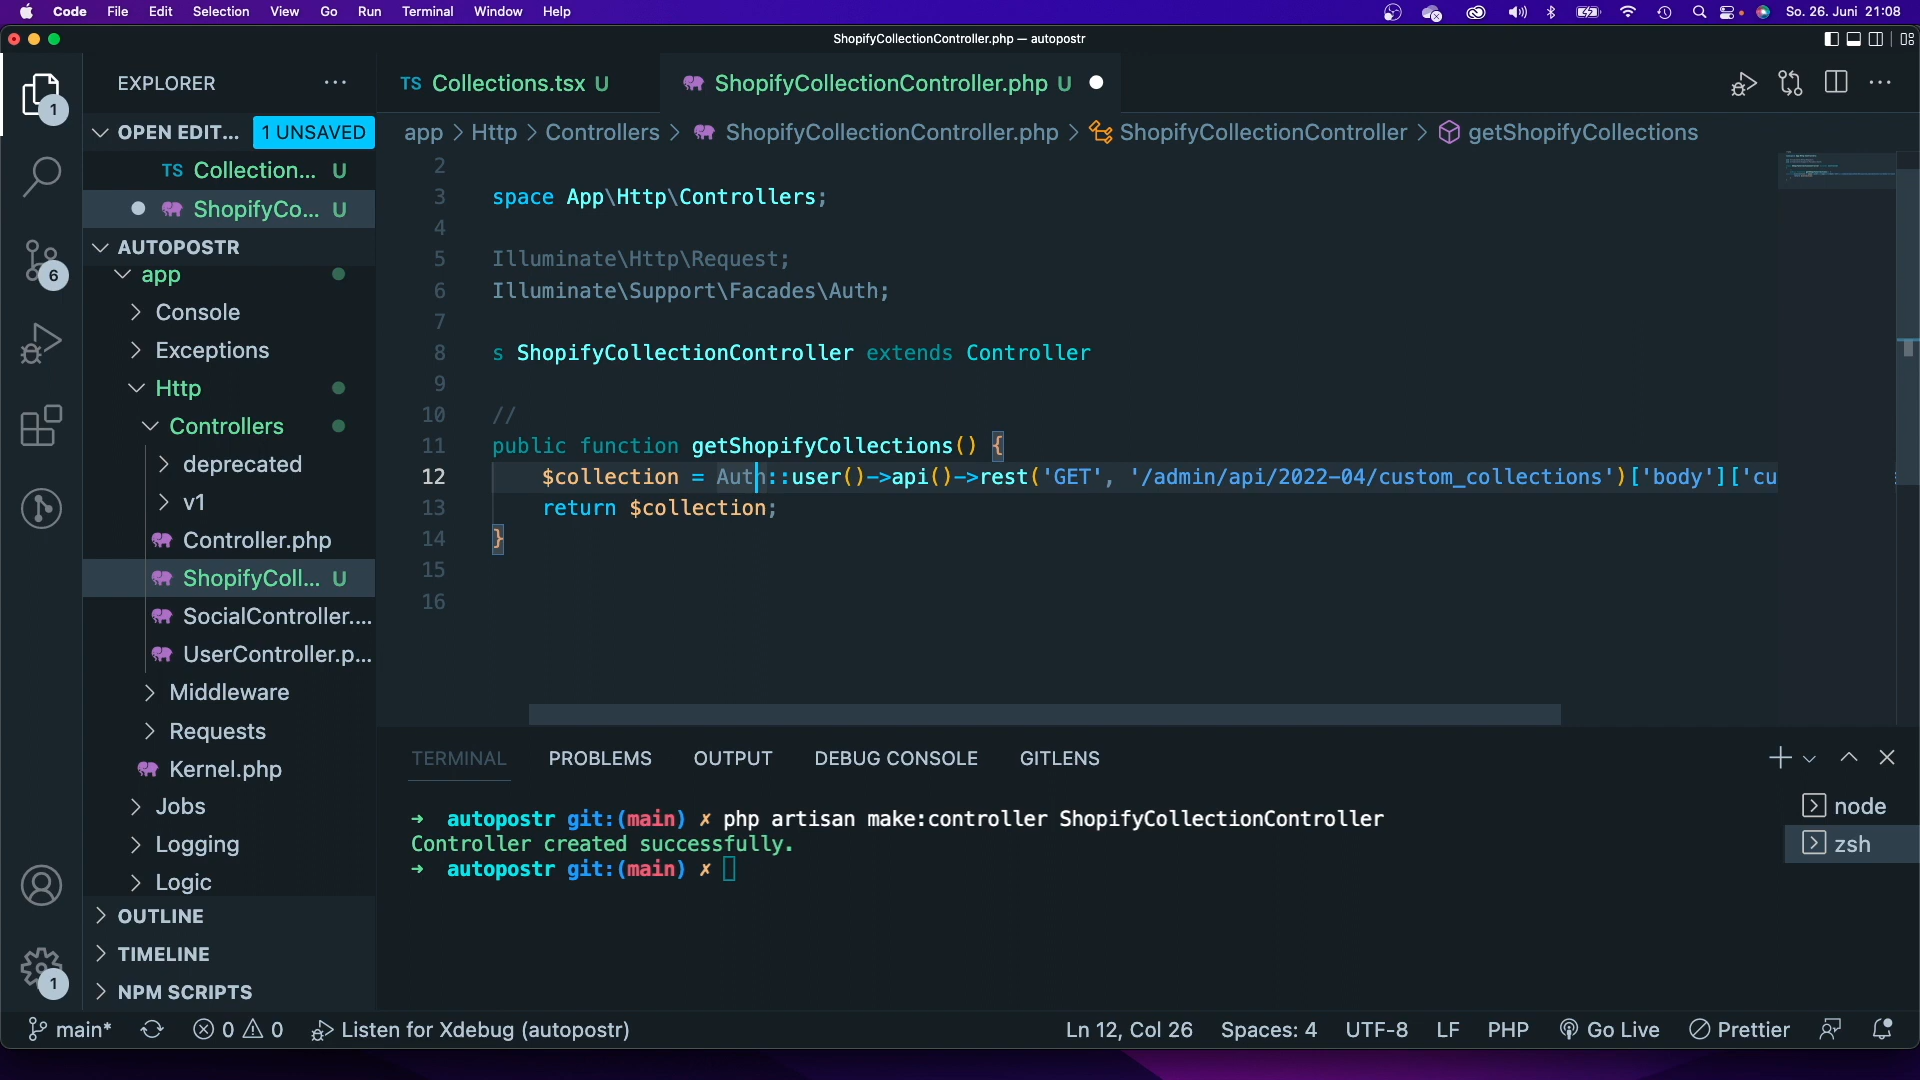 Code File Edit Selection View Go Run Terminal Window Help So. 26. Juni 21:08
ShopifyCollectionController.php — autopostr
EXPLORER
TS Collections.tsx U
ShopifyCollectionController.php U
1
OPEN EDIT... 1 UNSAVED
app > Http > Controllers > ShopifyCollectionController.php > ShopifyCollectionController > getShopifyCollections
TS Collection... U
ShopifyCo... U
AUTOPOSTR
app
Console
Exceptions
Http
Controllers
deprecated
v1
Controller.php
ShopifyColl... U
SocialController....
UserController.p...
Middleware
Requests
Kernel.php
Jobs
Logging
Logic
OUTLINE
TIMELINE
NPM SCRIPTS
6
1
2
3 space App\Http\Controllers;
4
5 Illuminate\Http\Request;
6 Illuminate\Support\Facades\Auth;
7
8 s ShopifyCollectionController extends Controller
9
10 //
11 public function getShopifyCollections() {
12 $collection = Auth::user()->api()->rest('GET', '/admin/api/2022-04/custom_collections')['body']['cu
13 return $collection;
14 }
15
16
TERMINAL PROBLEMS OUTPUT DEBUG CONSOLE GITLENS
→ autopostr git:(main) ✗ php artisan make:controller ShopifyCollectionController
Controller created successfully.
→ autopostr git:(main) ✗
node
zsh
main* 0 0 Listen for Xdebug (autopostr) Ln 12, Col 26 Spaces: 4 UTF-8 LF PHP Go Live Prettier